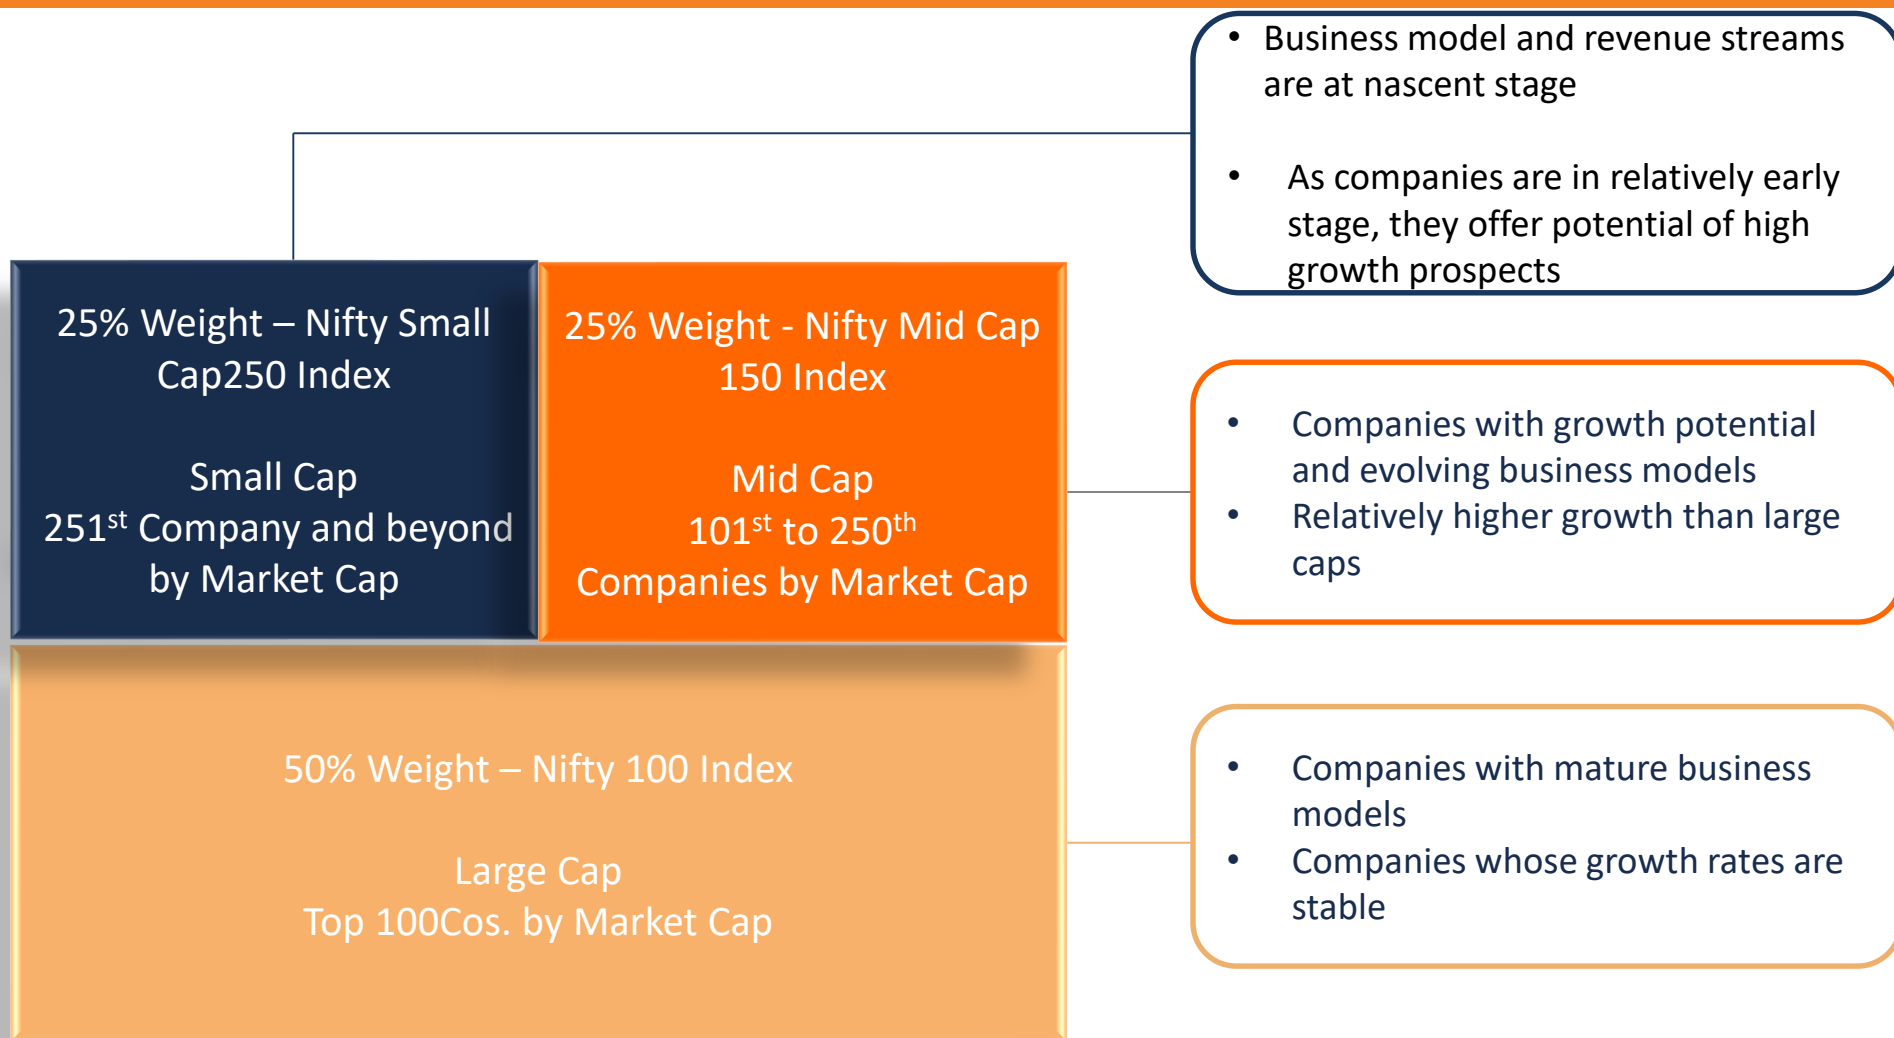 • Business model and revenue streams
are at nascent stage
• As companies are in relatively early
stage, they offer potential of high
growth prospects
25% Weight – Nifty Small
Cap250 Index
Small Cap
251st Company and beyond
by Market Cap
25% Weight - Nifty Mid Cap
150 Index
Mid Cap
101st to 250th
Companies by Market Cap
• Companies with growth potential
and evolving business models
• Relatively higher growth than large
caps
50% Weight – Nifty 100 Index
Large Cap
Top 100Cos. by Market Cap
• Companies with mature business
models
• Companies whose growth rates are
stable